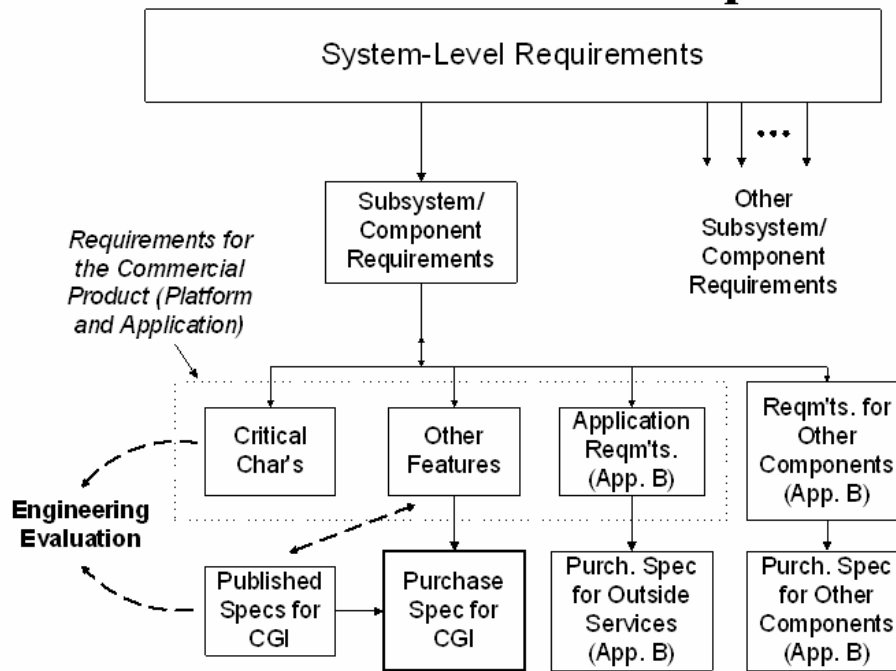 System-Level Requirements
•••
Subsystem/
Component
Requirements
Other
Subsystem/
Component
Requirements
Requirements for
the Commercial
Product (Platform
and Application)
Critical
Char's
Other
Features
Application
Reqm'ts.
(App. B)
Reqm'ts. for
Other
Components
(App. B)
Engineering
Evaluation
Published
Specs for
CGI
Purchase
Spec for
CGI
Purch. Spec
for Outside
Services
(App. B)
Purch. Spec
for Other
Components
(App. B)